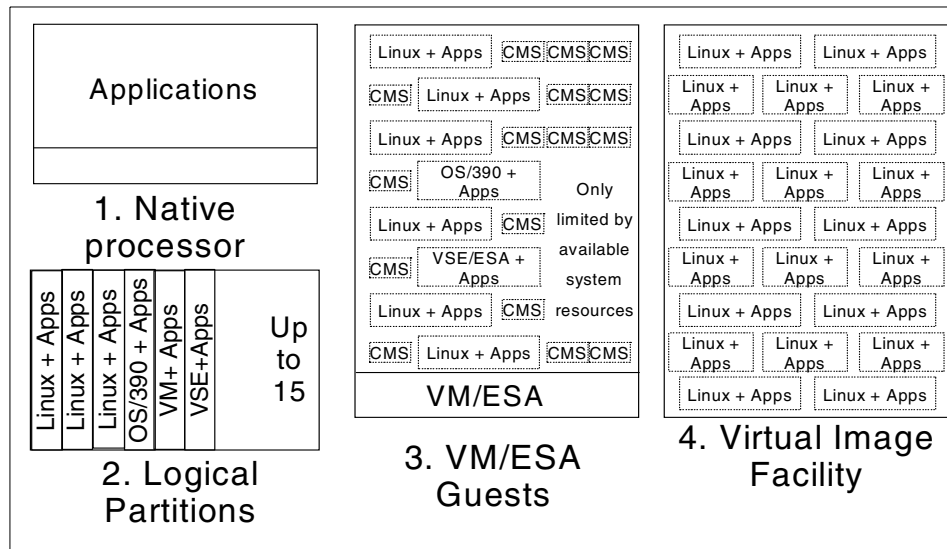 Applications
1. Native
processor
Linux + Apps
Linux + Apps
Linux + Apps
OS/390 + Apps
VM+ Apps
VSE+Apps
Up
to
15
2. Logical
Partitions
Linux + Apps CMS CMS CMS
CMS Linux + Apps CMS CMS
Linux + Apps CMS CMS CMS
CMS OS/390 +
Apps
Only
limited by
available
system
resources
Linux + Apps CMS
CMS VSE/ESA +
Apps
Linux + Apps CMS
CMS Linux + Apps CMS CMS
VM/ESA
3. VM/ESA
Guests
Linux + Apps Linux + Apps
Linux + Linux + Linux +
Apps Apps Apps
Linux + Apps Linux + Apps
Linux + Linux + Linux +
Apps Apps Apps
Linux + Apps Linux + Apps
Linux + Linux + Linux +
Apps Apps Apps
Linux + Apps Linux + Apps
Linux + Linux + Linux +
Apps Apps Apps
Linux + Apps Linux + Apps
4. Virtual Image
Facility